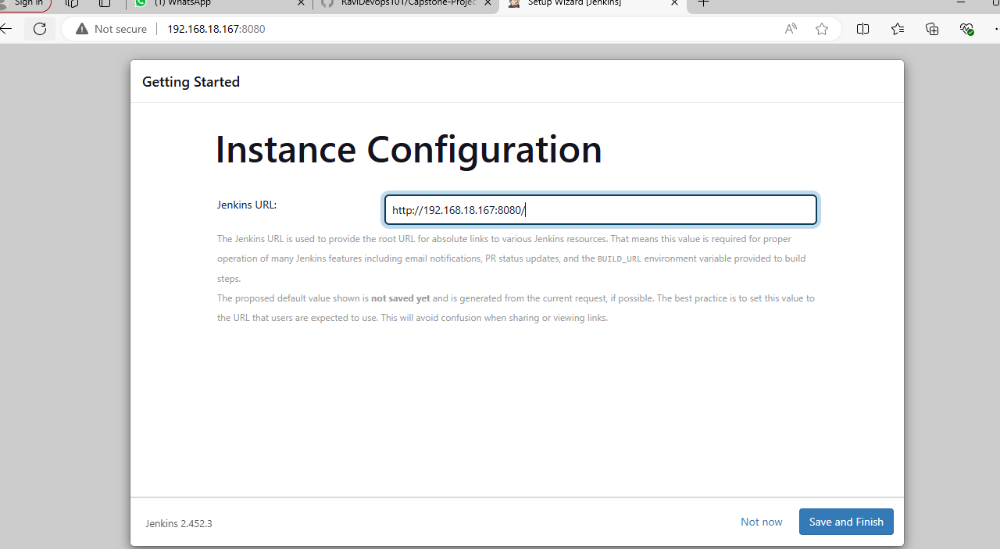 Sign in
(1) WhatsApp
RaviDevops101/Capstone-Projec
Setup Wizard [Jenkins]
Not secure
192.168.18.167:8080
Getting Started
Instance Configuration
Jenkins URL:
http://192.168.18.167:8080/
The Jenkins URL is used to provide the root URL for absolute links to various Jenkins resources. That means this value is required for proper
operation of many Jenkins features including email notifications, PR status updates, and the BUILD_URL environment variable provided to build
steps.
The proposed default value shown is not saved yet and is generated from the current request, if possible. The best practice is to set this value to
the URL that users are expected to use. This will avoid confusion when sharing or viewing links.
Jenkins 2.452.3
Not now
Save and Finish